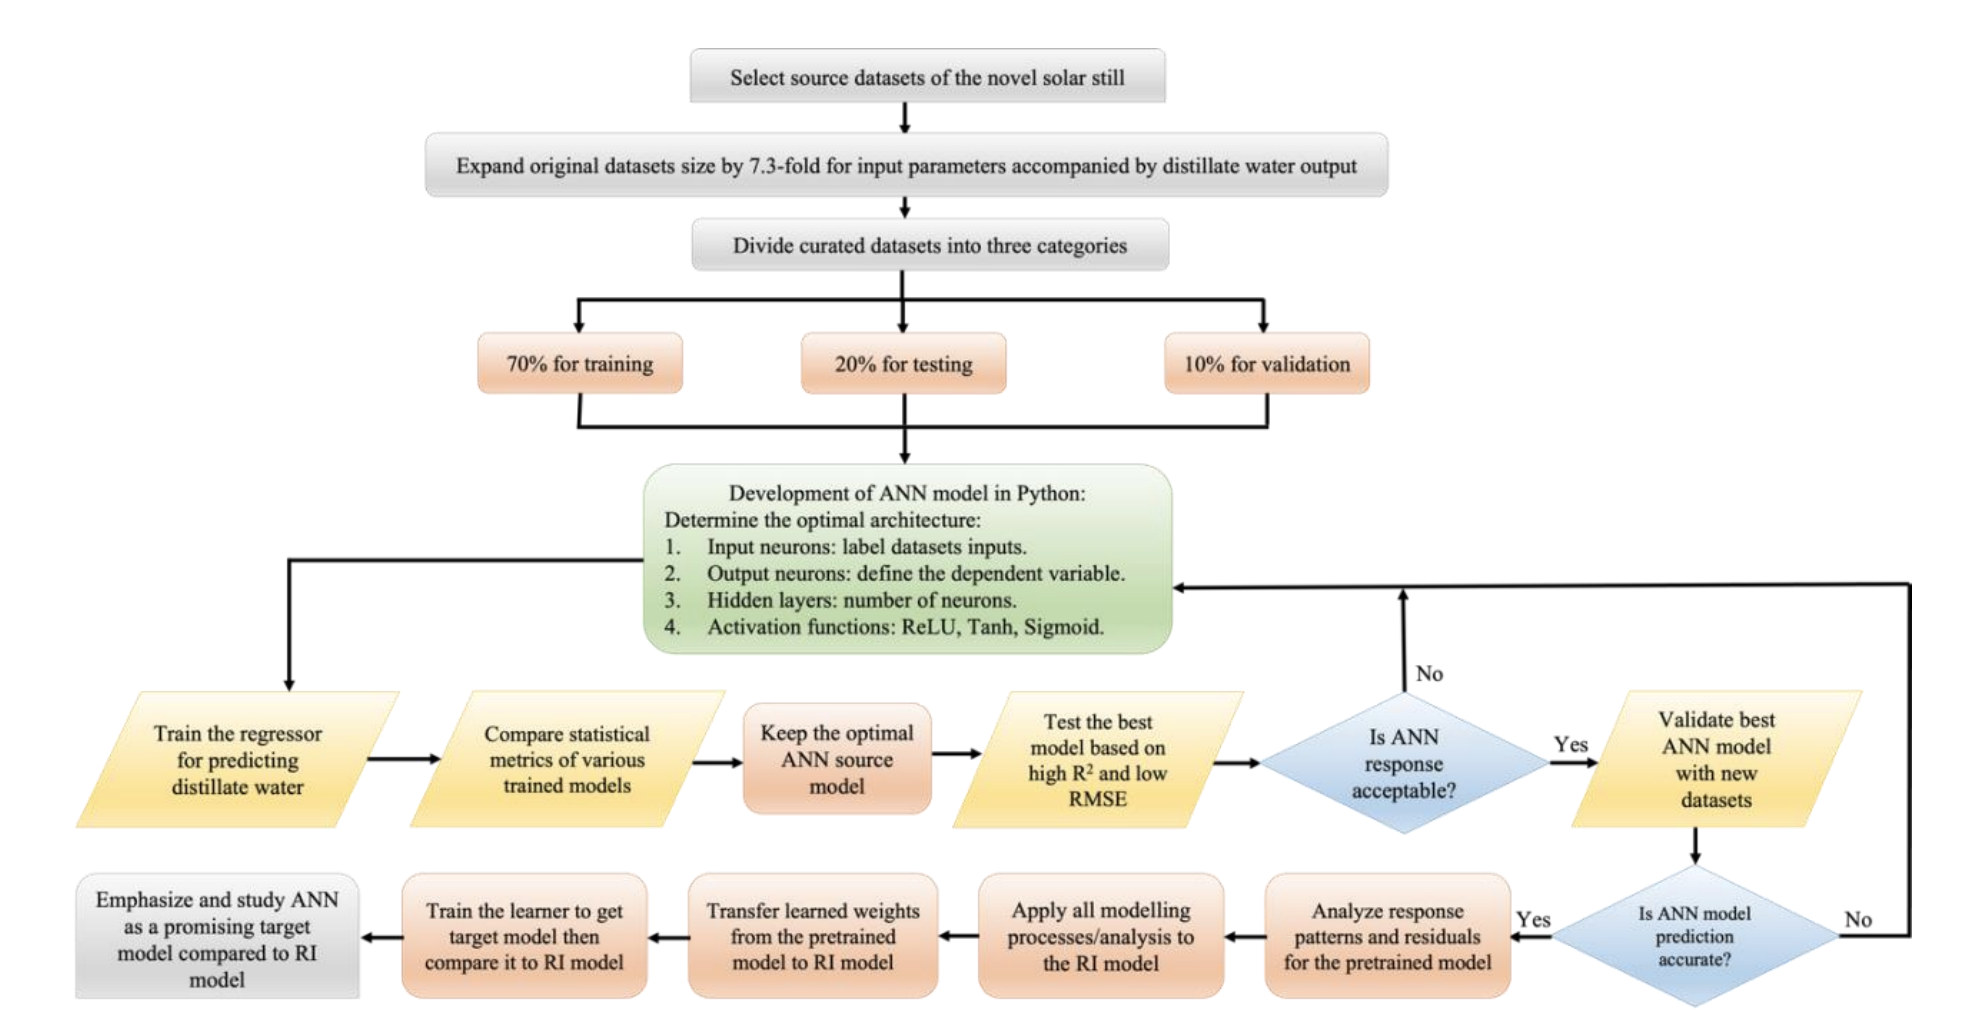 Select source datasets of the novel solar still
Expand original datasets size by 7.3-fold for input parameters accompanied by distillate water output
Divide curated datasets into three categories
70% for training
20% for testing
10% for validation
Development of ANN model in Python:
Determine the optimal architecture:
1. Input neurons: label datasets inputs.
2. Output neurons: define the dependent variable.
3. Hidden layers: number of neurons.
4. Activation functions: ReLU, Tanh, Sigmoid.
Train the regressor
for predicting
distillate water
Compare statistical
metrics of various
trained models
Keep the optimal
ANN source
model
Test the best
model based on
high R² and low
RMSE
Is ANN
response
acceptable?
No
Yes
Validate best
ANN model
with new
datasets
Is ANN model
prediction
accurate?
No
Yes
Analyze response
patterns and residuals
for the pretrained model
Apply all modelling
processes/analysis to
the RI model
Transfer learned weights
from the pretrained
model to RI model
Train the learner to get
target model then
compare it to RI model
Emphasize and study ANN
as a promising target
model compared to RI
model